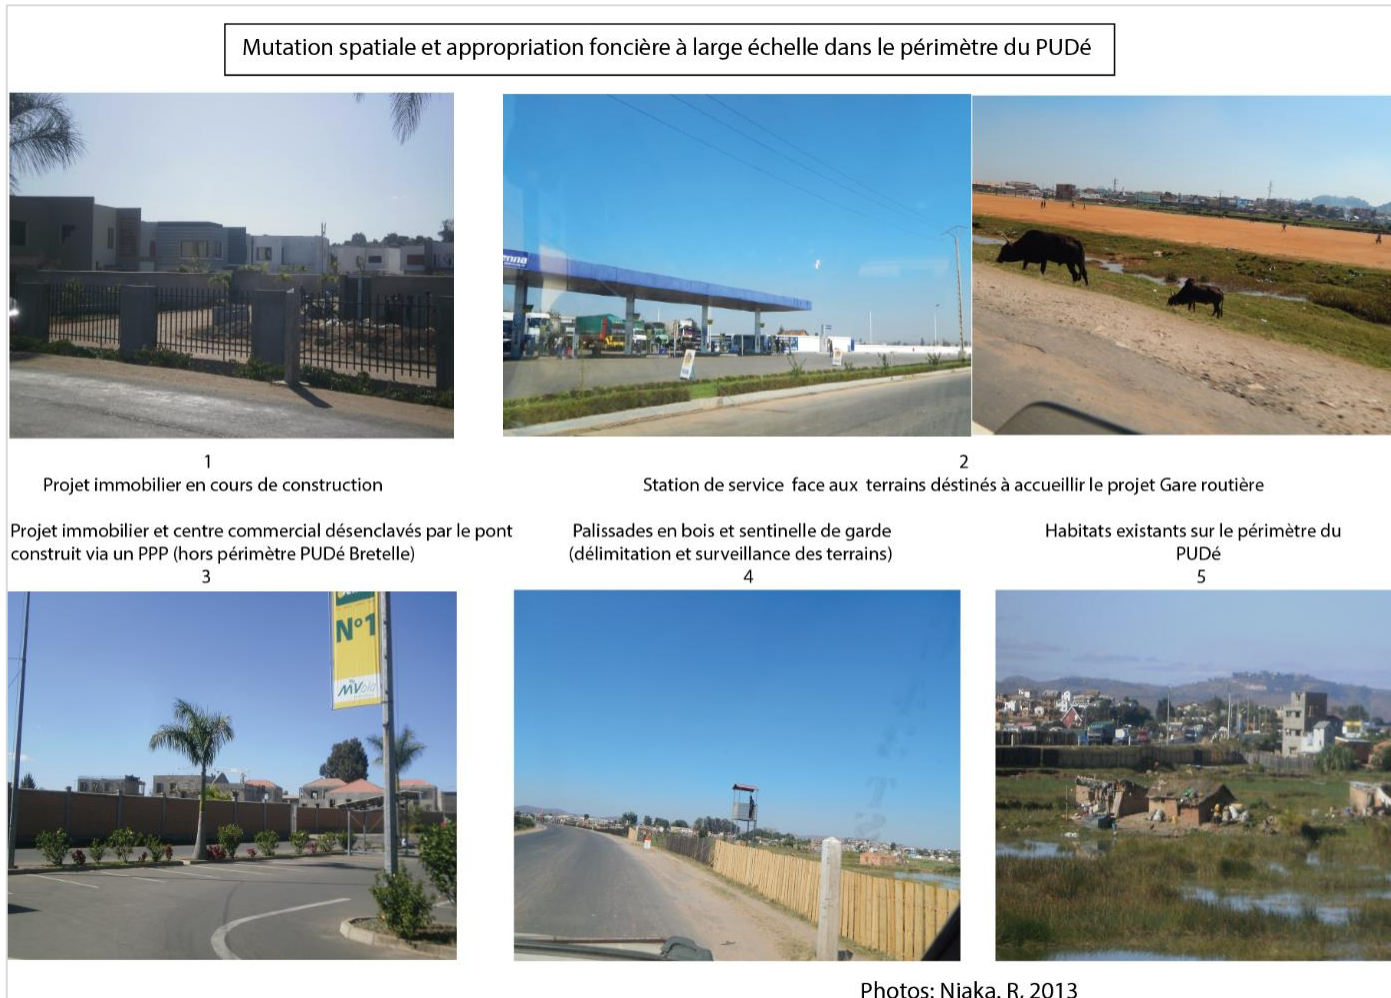 Mutation spatiale et appropriation foncière à large échelle dans le périmètre du PUDé
enna
1
Projet immobilier en cours de construction
2
Station de service face aux terrains déstinés à accueillir le projet Gare routière
Projet immobilier et centre commercial désenclavés par le pont
construit via un PPP (hors périmètre PUDé Bretelle)
3
Palissades en bois et sentinelle de garde
(délimitation et surveillance des terrains)
4
Habitats existants sur le périmètre du
PUDé
5
N°1
MVola
Photos: Niaka. R. 2013